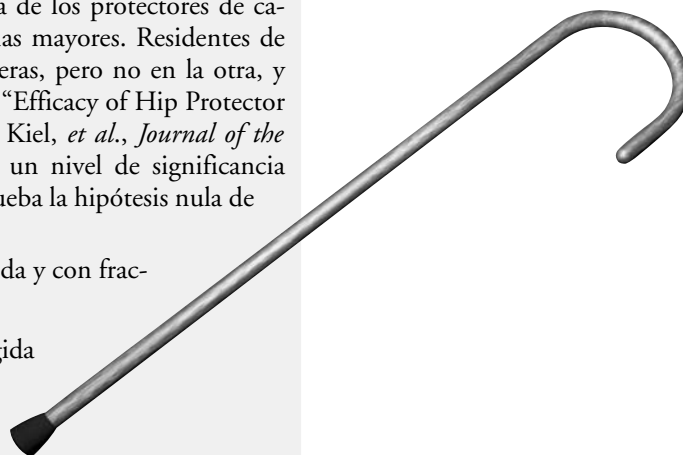 a de los protectores de ca-
as mayores. Residentes de
eras, pero no en la otra, y
“Efficacy of Hip Protector
Kiel, et al., Journal of the
un nivel de significancia
ueba la hipótesis nula de
da y con frac-
gida